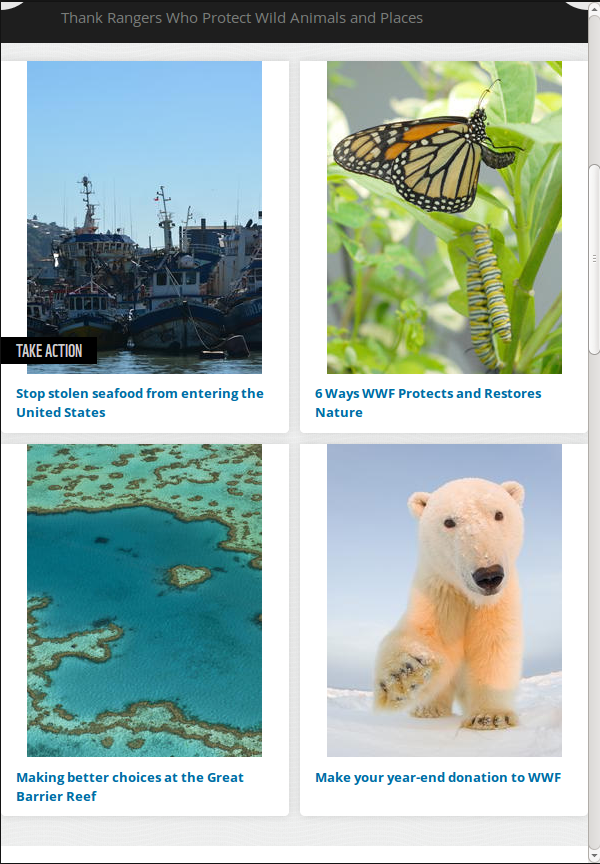 Thank Rangers Who Protect Wild Animals and Places
TAKE ACTION
Stop stolen seafood from entering the
United States
6 Ways WWF Protects and Restores
Nature
Making better choices at the Great
Barrier Reef
Make your year-end donation to WWF